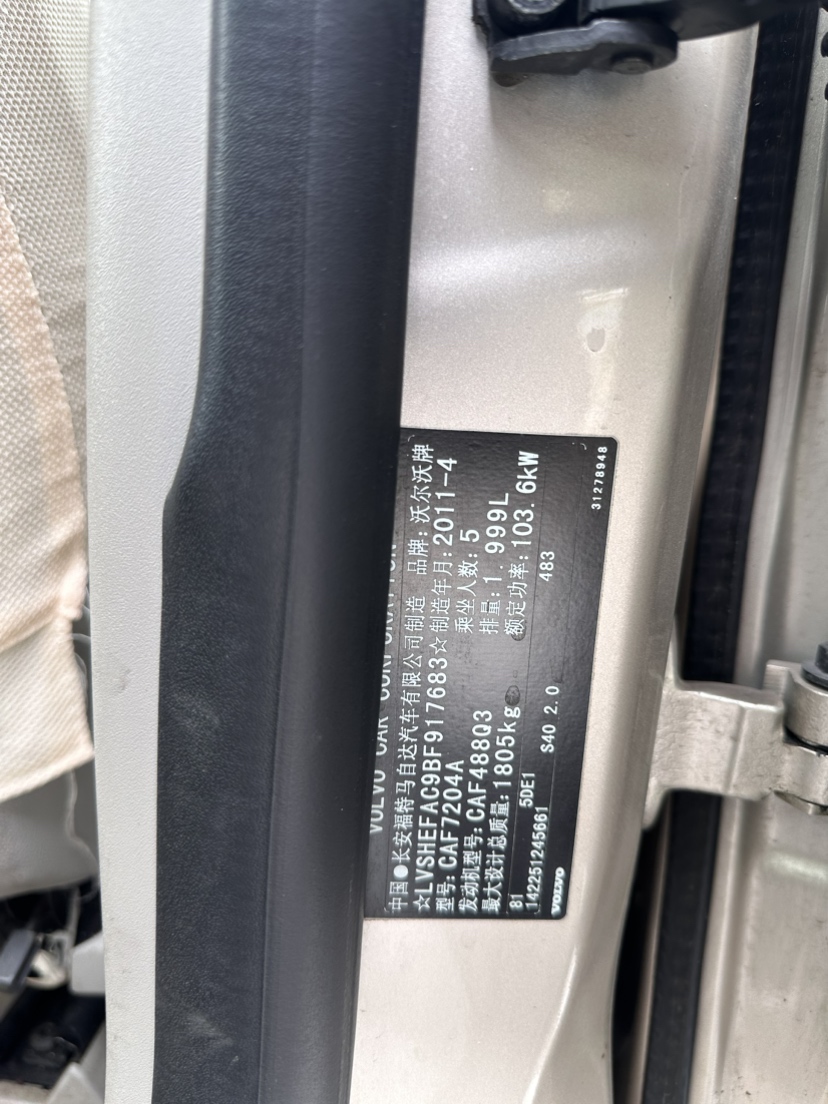 VOLVO CAR CORPORATION
中国●长安福特马自达汽车有限公司制造 品牌:沃尔沃牌
☆LVSHEFAC9BF917683☆制造年月:2011-4
型号:CAF7204A 乘坐人数:5
发动机型号:CAF488Q3 排量:1.999L
最大设计总质量:1805kg 额定功率:103.6kW
81 5DE1 483
142251245661 S40 2.0
VOLVO 31278948